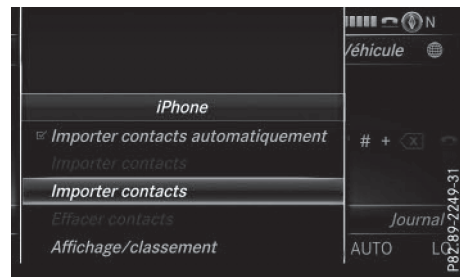 N
Véhicule
iPhone
Importer contacts automatiquement
# +
Importer contacts
Importer contacts
Effacer contacts
Journal
Affichage/classement
AUTO
P82.89-2249-31